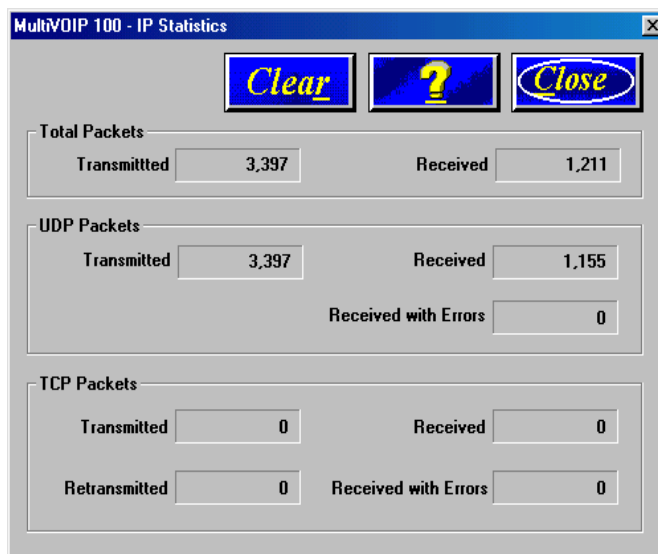 MultiVOIP 100 - IP Statistics
Clear ? Close
Total Packets
Transmittted 3,397 Received 1,211
UDP Packets
Transmitted 3,397 Received 1,155
Received with Errors 0
TCP Packets
Transmitted 0 Received 0
Retransmitted 0 Received with Errors 0